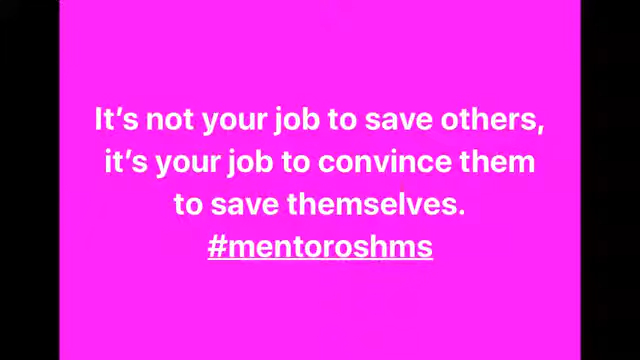 It’s not your job to save others,
it’s your job to convince them
to save themselves.
#mentoroshms